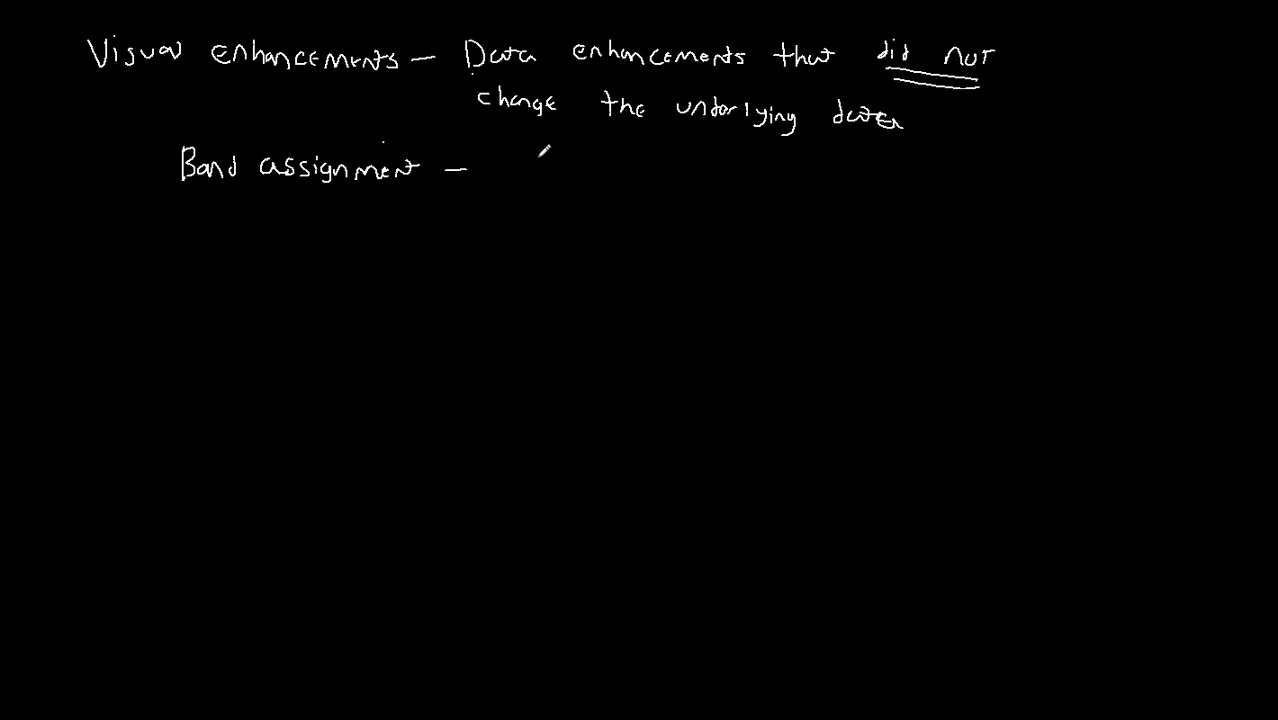 Visual enhancements - Data enhancements that did not
change the underlying data
Band assignment -